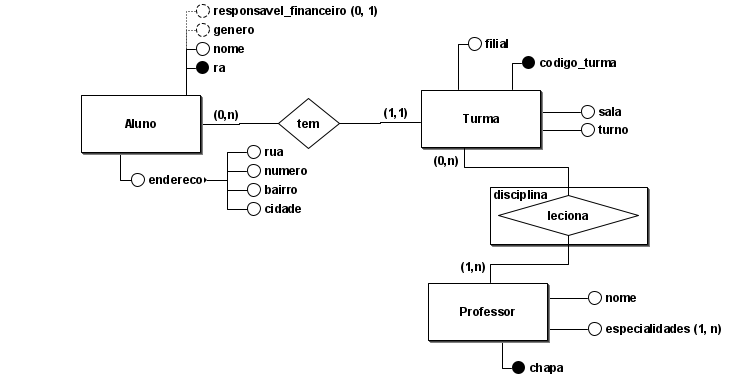 responsavel_financeiro (0, 1)
genero
nome
ra
filial
codigo_turma
Aluno
(0,n)
tem
(1,1)
Turma
sala
turno
endereco
rua
numero
bairro
cidade
(0,n)
disciplina
leciona
(1,n)
Professor
nome
especialidades (1, n)
chapa